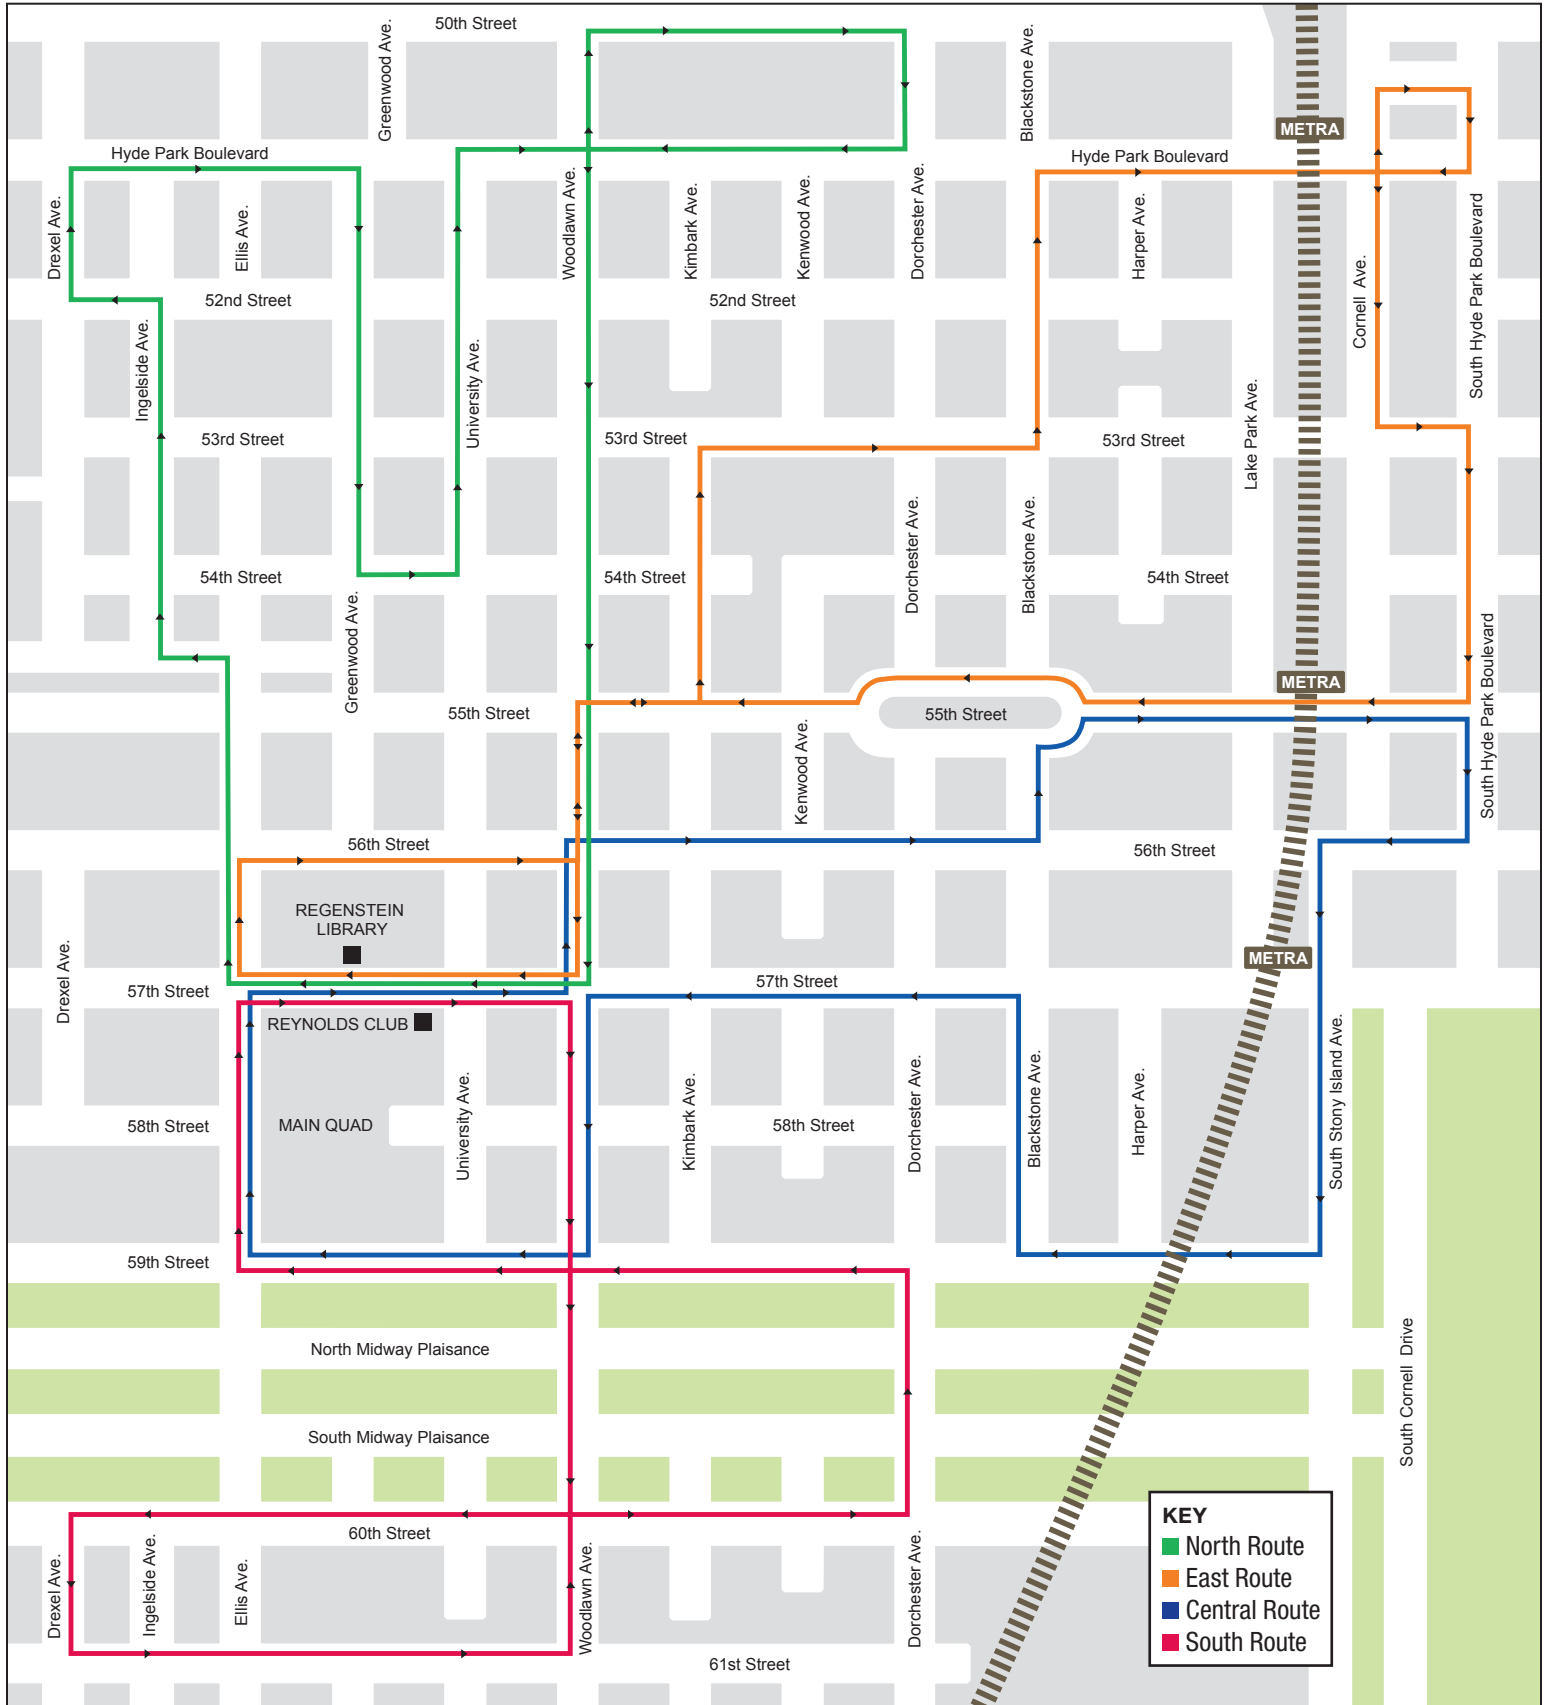 50th Street
Greenwood Ave.
Blackstone Ave.
METRA
Hyde Park Boulevard
Hyde Park Boulevard
Drexel Ave.
Ellis Ave.
Woodlawn Ave.
Kimbark Ave.
Kenwood Ave.
Dorchester Ave.
Harper Ave.
Cornell Ave.
South Hyde Park Boulevard
52nd Street
52nd Street
Ingelside Ave.
University Ave.
Lake Park Ave.
53rd Street
53rd Street
53rd Street
Dorchester Ave.
Blackstone Ave.
54th Street
54th Street
54th Street
Greenwood Ave.
METRA
South Hyde Park Boulevard
55th Street
55th Street
Kenwood Ave.
56th Street
56th Street
REGENSTEIN
LIBRARY
Drexel Ave.
METRA
57th Street
57th Street
REYNOLDS CLUB
University Ave.
Kimbark Ave.
Dorchester Ave.
Blackstone Ave.
Harper Ave.
South Stony Island Ave.
58th Street
MAIN QUAD
58th Street
59th Street
North Midway Plaisance
South Cornell Drive
South Midway Plaisance
60th Street
Drexel Ave.
Ingelside Ave.
Ellis Ave.
Woodlawn Ave.
Dorchester Ave.
61st Street
KEY
North Route
East Route
Central Route
South Route